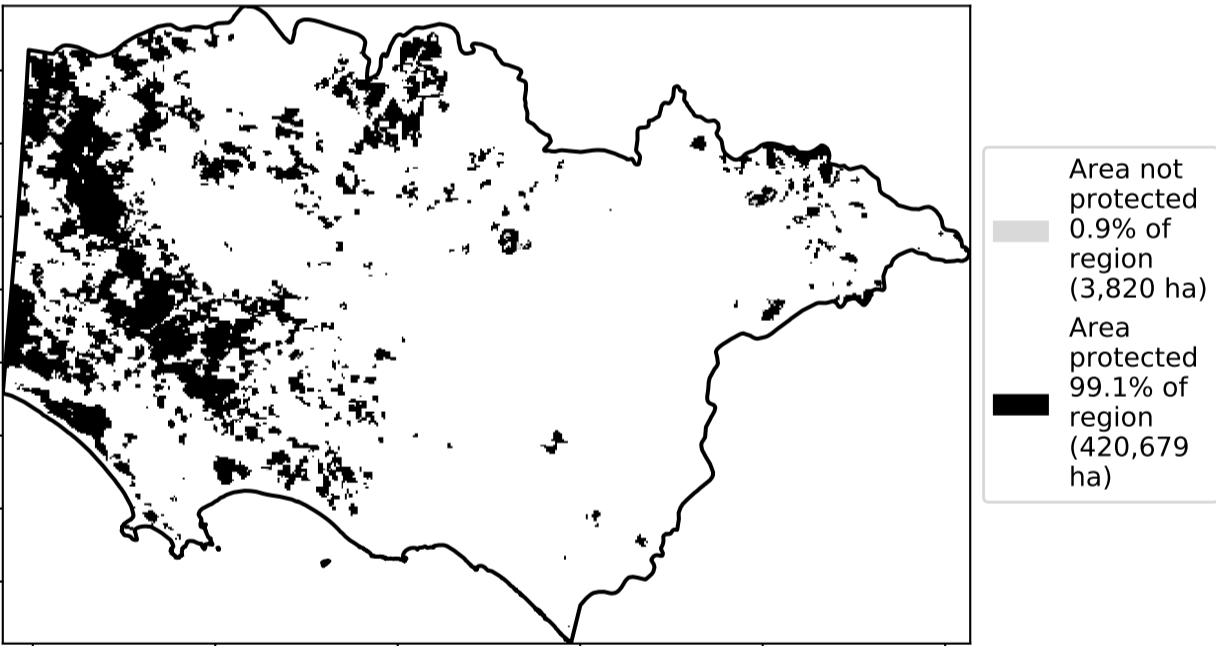 Area not
protected
0.9% of
region
(3,820 ha)
Area
protected
99.1% of
region
(420,679
ha)